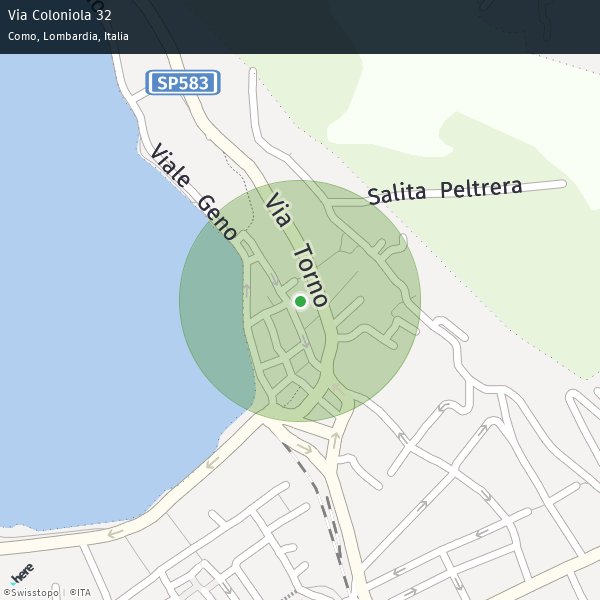 Via Coloniola 32
Como, Lombardia, Italia
SP583
Viale Geno
Salita Peltrera
Via Torno
here
©Swisstopo | ©ITA